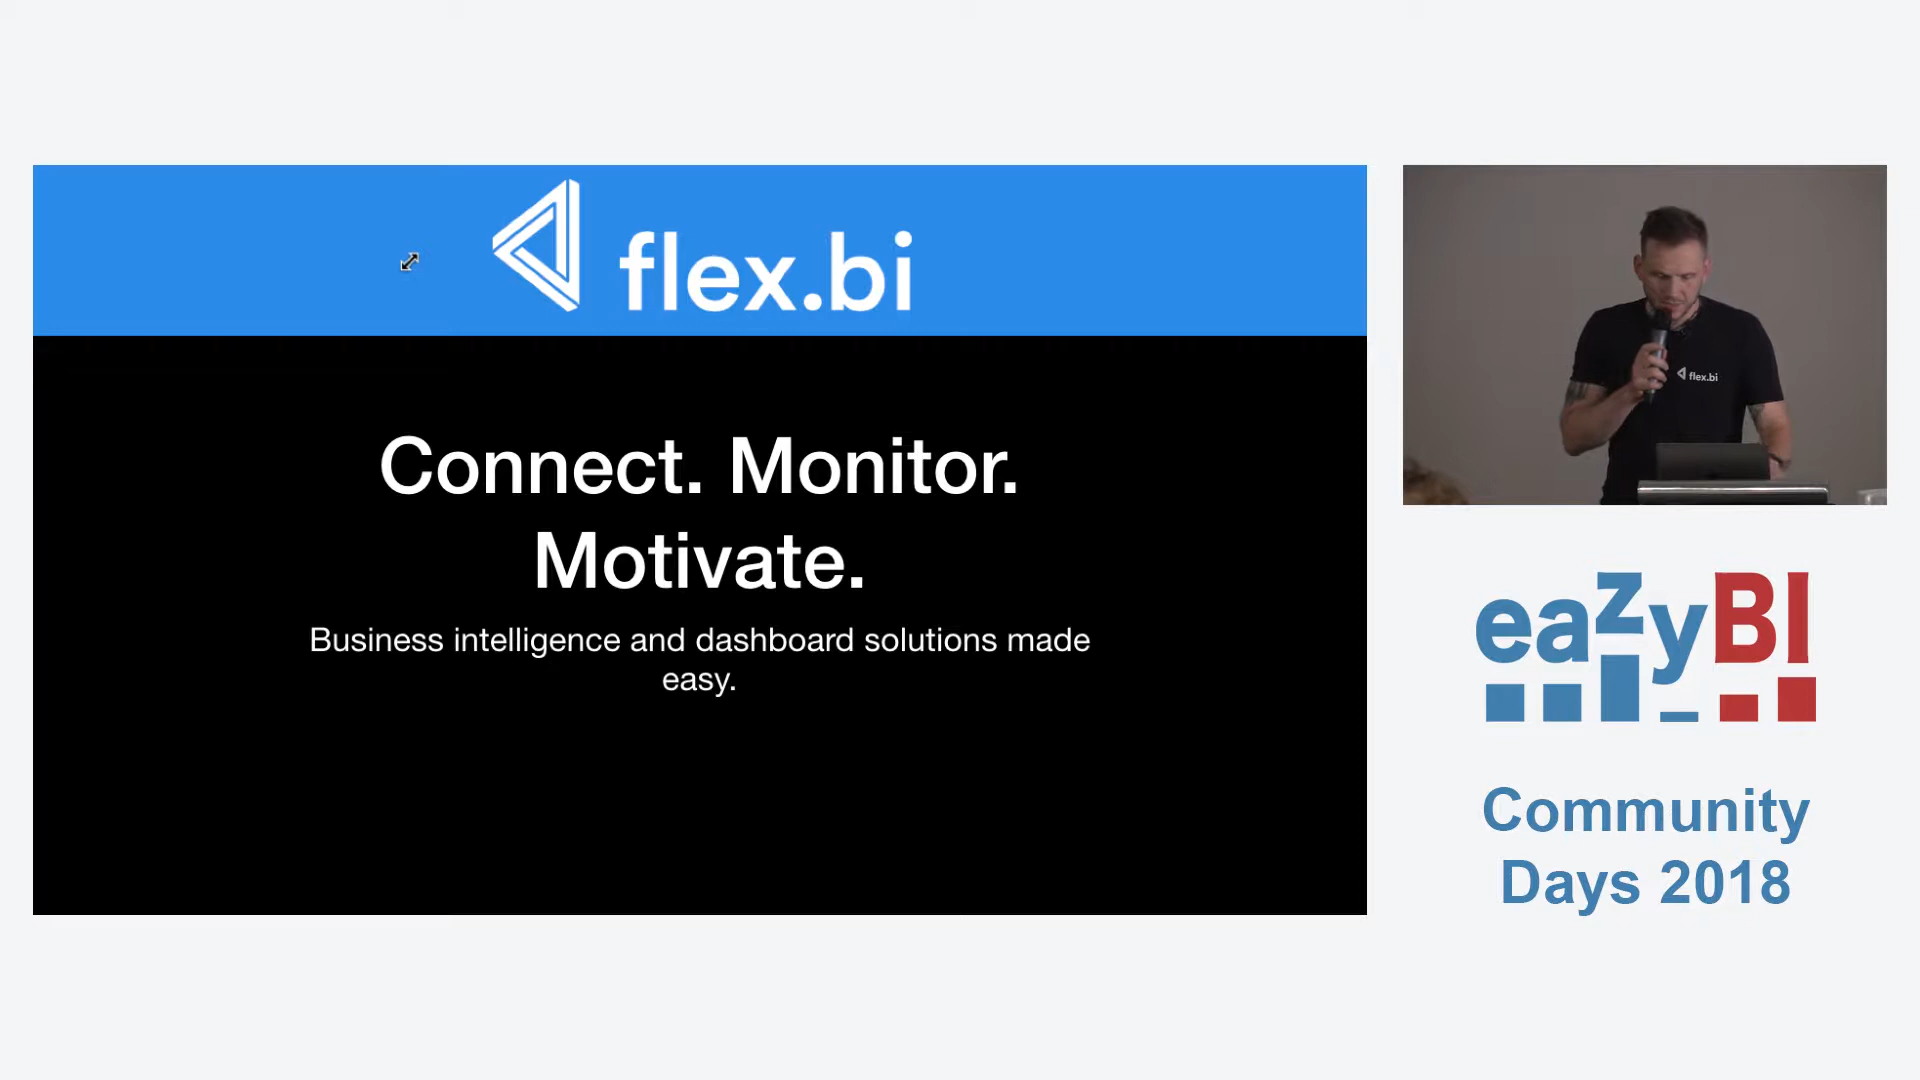 flex.bi
Connect. Monitor.
Motivate.
Business intelligence and dashboard solutions made
easy.
flex.bi
eazyBI
Community
Days 2018